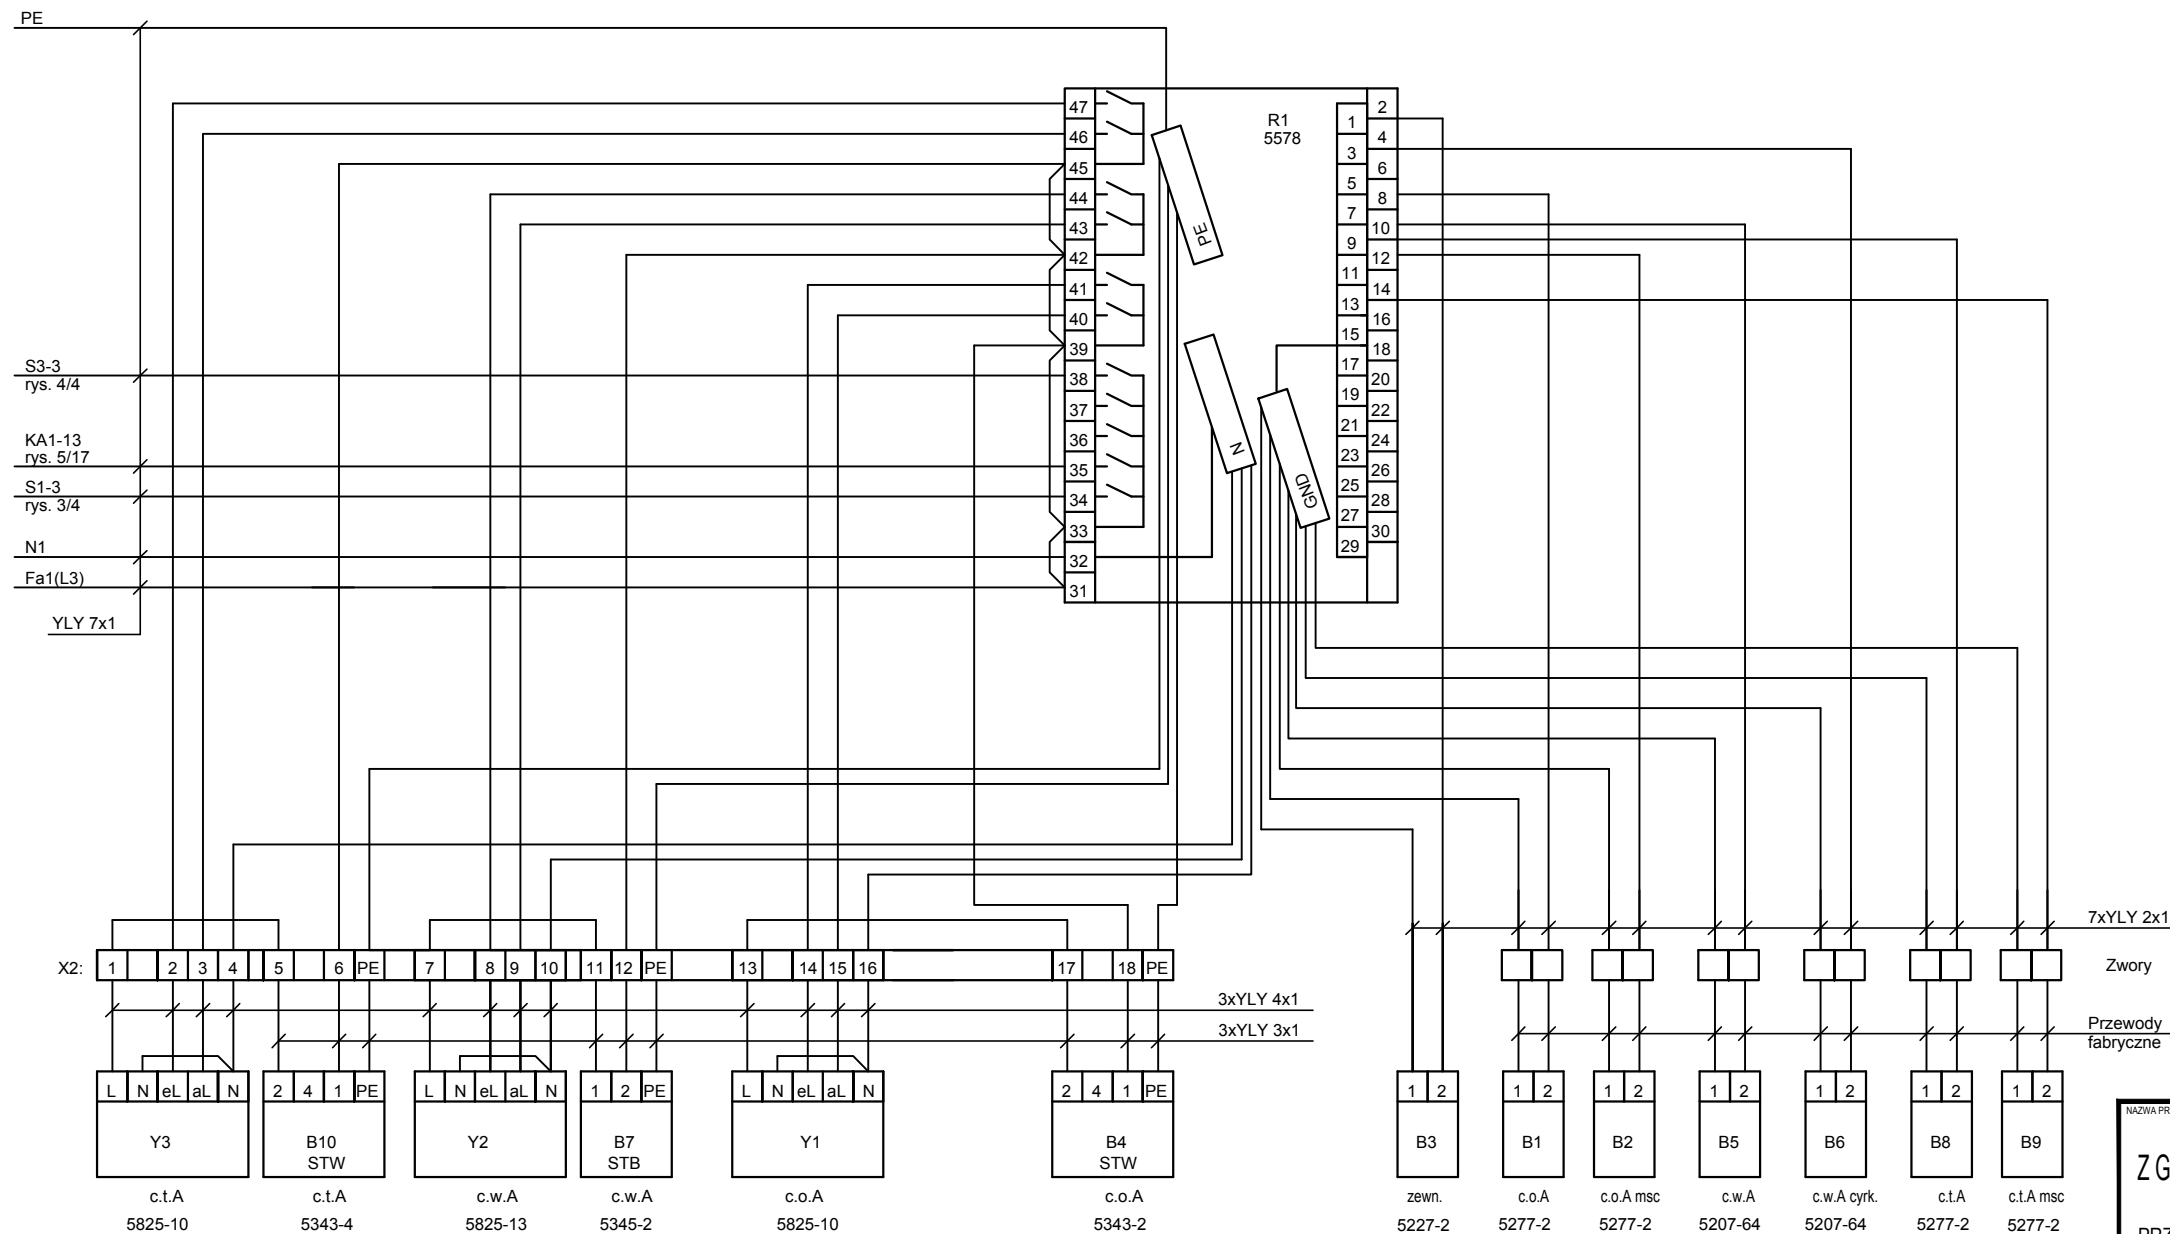 PE
S3-3
rys. 4/4
KA1-13
rys. 5/17
S1-3
rys. 3/4
N1
Fa1(L3)
YLY 7x1
47
46
45
44
43
42
41
40
39
38
37
36
35
34
33
32
31
PE
N
GND
R1
5578
2
1
4
3
6
5
8
7
10
9
12
11
14
13
16
15
18
17
20
19
22
21
24
23
26
25
28
27
30
29
X2: 1 2 3 4 5 6 PE 7 8 9 10 11 12 PE 13 14 15 16 17 18 PE
7xYLY 2x1
Zwory
3xYLY 4x1
3xYLY 3x1
Przewody
fabryczne
L N eL aL N
Y3
c.t.A
5825-10
2 4 1 PE
B10
STW
c.t.A
5343-4
L N eL aL N
Y2
c.w.A
5825-13
1 2 PE
B7
STB
c.w.A
5345-2
L N eL aL N
Y1
c.o.A
5825-10
2 4 1 PE
B4
STW
c.o.A
5343-2
1 2
B3
zewn.
5227-2
1 2
B1
c.o.A
5277-2
1 2
B2
c.o.A msc
5277-2
1 2
B5
c.w.A
5207-64
1 2
B6
c.w.A cyrk.
5207-64
1 2
B8
c.t.A
5277-2
1 2
B9
c.t.A msc
5277-2
NAZWA PR
ZG